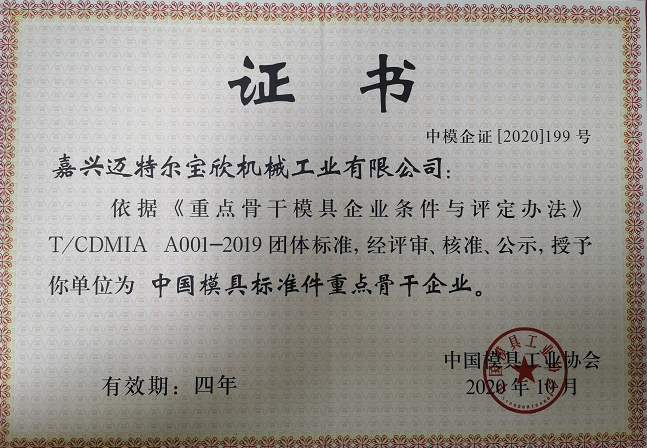 证 书
中模企证 [2020]199 号
嘉兴迈特尔宝欣机械工业有限公司：
依据《重点骨干模具企业条件与评定办法》
T/CDMIA A001-2019 团体标准, 经评审、核准、公示, 授予
你单位为 中国模具标准件重点骨干企业。
中国模具工业协会
有效期：四年
2020 年 10 月